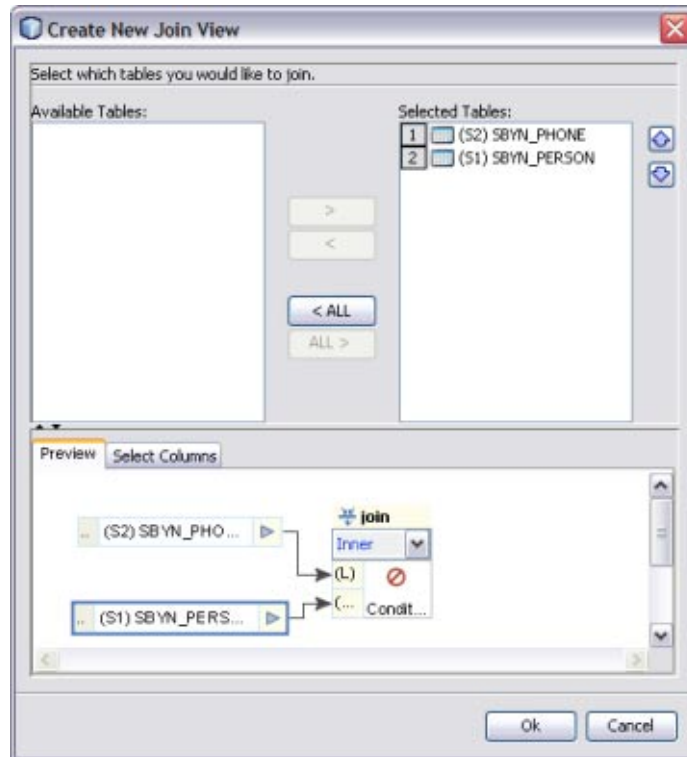 Create New Join View
Select which tables you would like to join.
Available Tables:
Selected Tables:
1 (S2) SBYN_PHONE
2 (S1) SBYN_PERSON
>
<
< ALL
ALL >
Preview Select Columns
.. (S2) SBYN_PHO...
join
Inner
(L)
.. (S1) SBYN_PERS...
(... Condit...
Ok Cancel